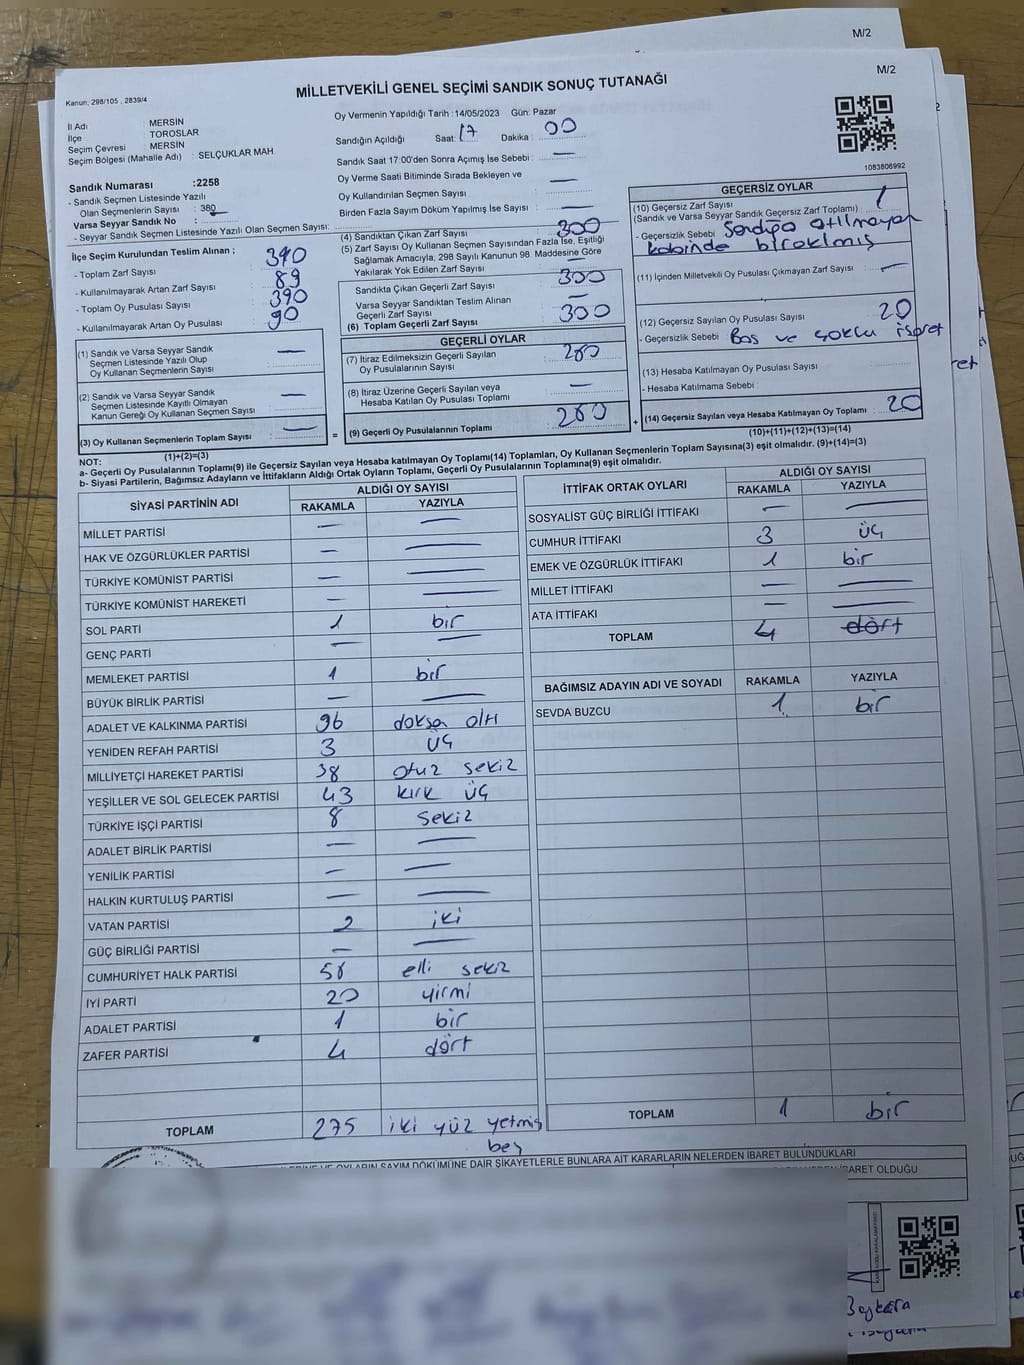 M/2
M/2
Kanun; 298/105 , 2839/4
MİLLETVEKİLİ GENEL SEÇİMİ SANDIK SONUÇ TUTANAĞI
İl Adı MERSİN
İlçe TOROSLAR
Seçim Çevresi MERSİN
Seçim Bölgesi (Mahalle Adı) : SELÇUKLAR MAH.
Sandık Numarası :2258
- Sandık Seçmen Listesinde Yazılı
Olan Seçmenlerin Sayısı : 380
Varsa Seyyar Sandık No :
- Seyyar Sandık Seçmen Listesinde Yazılı Olan Seçmen Sayısı:
Oy Vermenin Yapıldığı Tarih :14/05/2023 Gün: Pazar
Sandığın Açıldığı Saat: 17 Dakika : 00
Sandık Saat 17:00'den Sonra Açımış İse Sebebi : —
Oy Verme Saati Bitiminde Sırada Bekleyen ve
Oy Kullandırılan Seçmen Sayısı —
Birden Fazla Sayım Döküm Yapılmış İse Sayısı : —
1083806992
İlçe Seçim Kurulundan Teslim Alınan ;
- Toplam Zarf Sayısı : 390
- Kullanılmayarak Artan Zarf Sayısı : 89
- Toplam Oy Pusulası Sayısı : 390
- Kullanılmayarak Artan Oy Pusulası : 90
(4) Sandıktan Çıkan Zarf Sayısı : 300
(5) Zarf Sayısı Oy Kullanan Seçmen Sayısından Fazla İse, Eşitliği
Sağlamak Amacıyla, 298 Sayılı Kanunun 98. Maddesine Göre
Yakılarak Yok Edilen Zarf Sayısı : —
Sandıkta Çıkan Geçerli Zarf Sayısı : 300
Varsa Seyyar Sandıktan Teslim Alınan
Geçerli Zarf Sayısı : —
(6) Toplam Geçerli Zarf Sayısı : 300
GEÇERSİZ OYLAR
(10) Geçersiz Zarf Sayısı
(Sandık ve Varsa Seyyar Sandık Geçersiz Zarf Toplamı) : 1
- Geçersizlik Sebebi Sandığa atılmayan
kabinde bırakılmış
(11) İçinden Milletvekili Oy Pusulası Çıkmayan Zarf Sayısı : —
(12) Geçersiz Sayılan Oy Pusulası Sayısı : 20
- Geçersizlik Sebebi Boş ve çoklu işaret
(13) Hesaba Katılmayan Oy Pusulası Sayısı :
- Hesaba Katılmama Sebebi :
(14) Geçersiz Sayılan veya Hesaba Katılmayan Oy Toplamı : 20
(10)+(11)+(12)+(13)=(14)
(1) Sandık ve Varsa Seyyar Sandık
Seçmen Listesinde Yazılı Olup
Oy Kullanan Seçmenlerin Sayısı : —
(2) Sandık ve Varsa Seyyar Sandık
Seçmen Listesinde Kayıtlı Olmayan
Kanun Gereği Oy Kullanan Seçmen Sayısı : —
(3) Oy Kullanan Seçmenlerin Toplam Sayısı : —
(1)+(2)=(3)
=
GEÇERLİ OYLAR
(7) İtiraz Edilmeksizin Geçerli Sayılan
Oy Pusulalarının Sayısı : 280
(8) İtiraz Üzerine Geçerli Sayılan veya
Hesaba Katılan Oy Pusulası Toplamı : —
(9) Geçerli Oy Pusulalarının Toplamı : 280
+
NOT:
a- Geçerli Oy Pusulalarının Toplamı(9) ile Geçersiz Sayılan veya Hesaba katılmayan Oy Toplamı(14) Toplamları, Oy Kullanan Seçmenlerin Toplam Sayısına(3) eşit olmalıdır. (9)+(14)=(3)
b- Siyasi Partilerin, Bağımsız Adayların ve İttifakların Aldığı Ortak Oyların Toplamı, Geçerli Oy Pusulalarının Toplamına(9) eşit olmalıdır.
SİYASİ PARTİNİN ADI ALDIĞI OY SAYISI
RAKAMLA YAZIYLA
MİLLET PARTİSİ — —
HAK VE ÖZGÜRLÜKLER PARTİSİ — —
TÜRKİYE KOMÜNİST PARTİSİ — —
TÜRKİYE KOMÜNİST HAREKETİ — —
SOL PARTİ 1 bir
GENÇ PARTİ — —
MEMLEKET PARTİSİ 1 bir
BÜYÜK BİRLİK PARTİSİ — —
ADALET VE KALKINMA PARTİSİ 96 doksa altı
YENİDEN REFAH PARTİSİ 3 üç
MİLLİYETÇİ HAREKET PARTİSİ 38 otuz sekiz
YEŞİLLER VE SOL GELECEK PARTİSİ 43 kırk üç
TÜRKİYE İŞÇİ PARTİSİ 8 sekiz
ADALET BİRLİK PARTİSİ — —
YENİLİK PARTİSİ — —
HALKIN KURTULUŞ PARTİSİ — —
VATAN PARTİSİ 2 iki
GÜÇ BİRLİĞİ PARTİSİ — —
CUMHURİYET HALK PARTİSİ 58 elli sekiz
İYİ PARTİ 20 yirmi
ADALET PARTİSİ 1 bir
ZAFER PARTİSİ 4 dört
TOPLAM 275 iki yüz yetmiş
beş
İTTİFAK ORTAK OYLARI ALDIĞI OY SAYISI
RAKAMLA YAZIYLA
SOSYALİST GÜÇ BİRLİĞİ İTTİFAKI — —
CUMHUR İTTİFAKI 3 üç
EMEK VE ÖZGÜRLÜK İTTİFAKI 1 bir
MİLLET İTTİFAKI — —
ATA İTTİFAKI — —
TOPLAM 4 dört
BAĞIMSIZ ADAYIN ADI VE SOYADI RAKAMLA YAZIYLA
SEVDA BUZCU 1 bir
TOPLAM 1 bir
OYLARIN SAYIM DÖKÜMÜNE DAİR ŞİKAYETLERLE BUNLARA AİT KARARLARIN NELERDEN İBARET BULUNDUKLARI
İBARET OLDUĞU